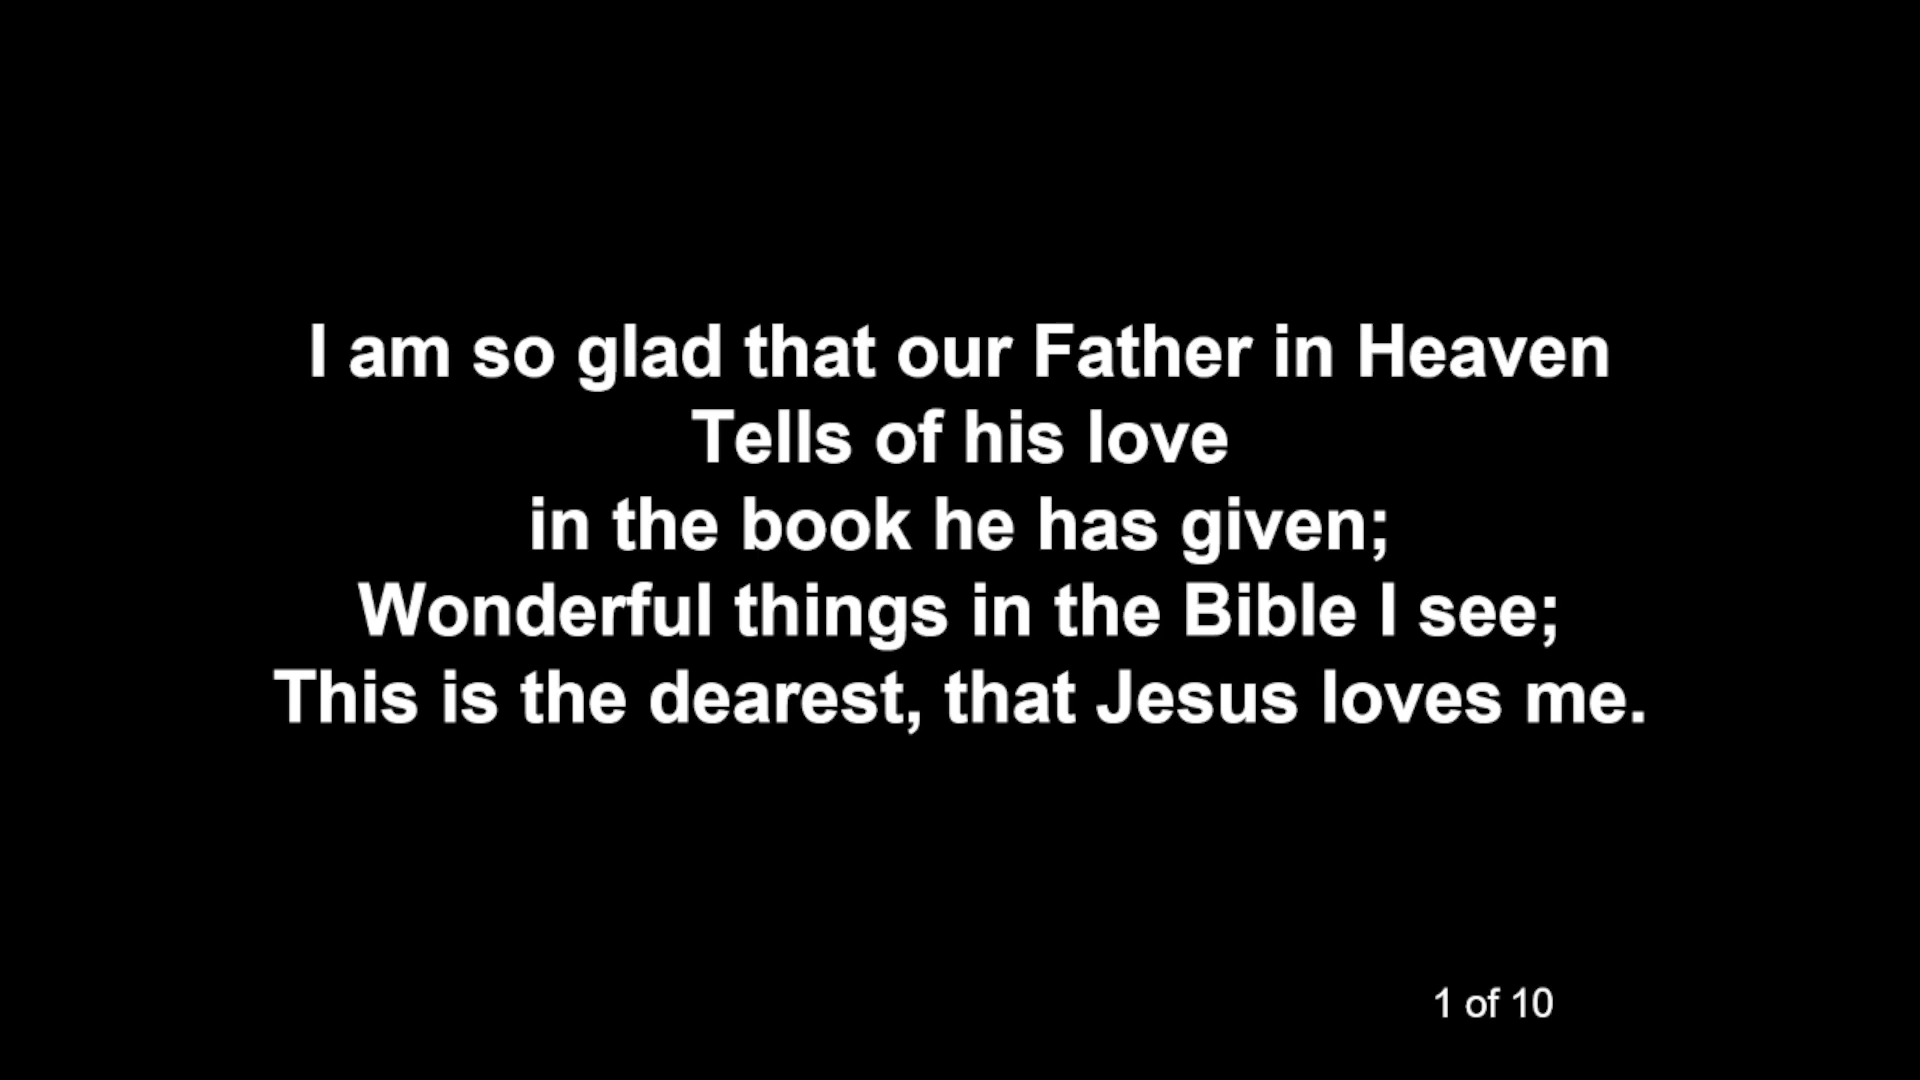 I am so glad that our Father in Heaven
Tells of his love
in the book he has given;
Wonderful things in the Bible I see;
This is the dearest, that Jesus loves me.
1 of 10